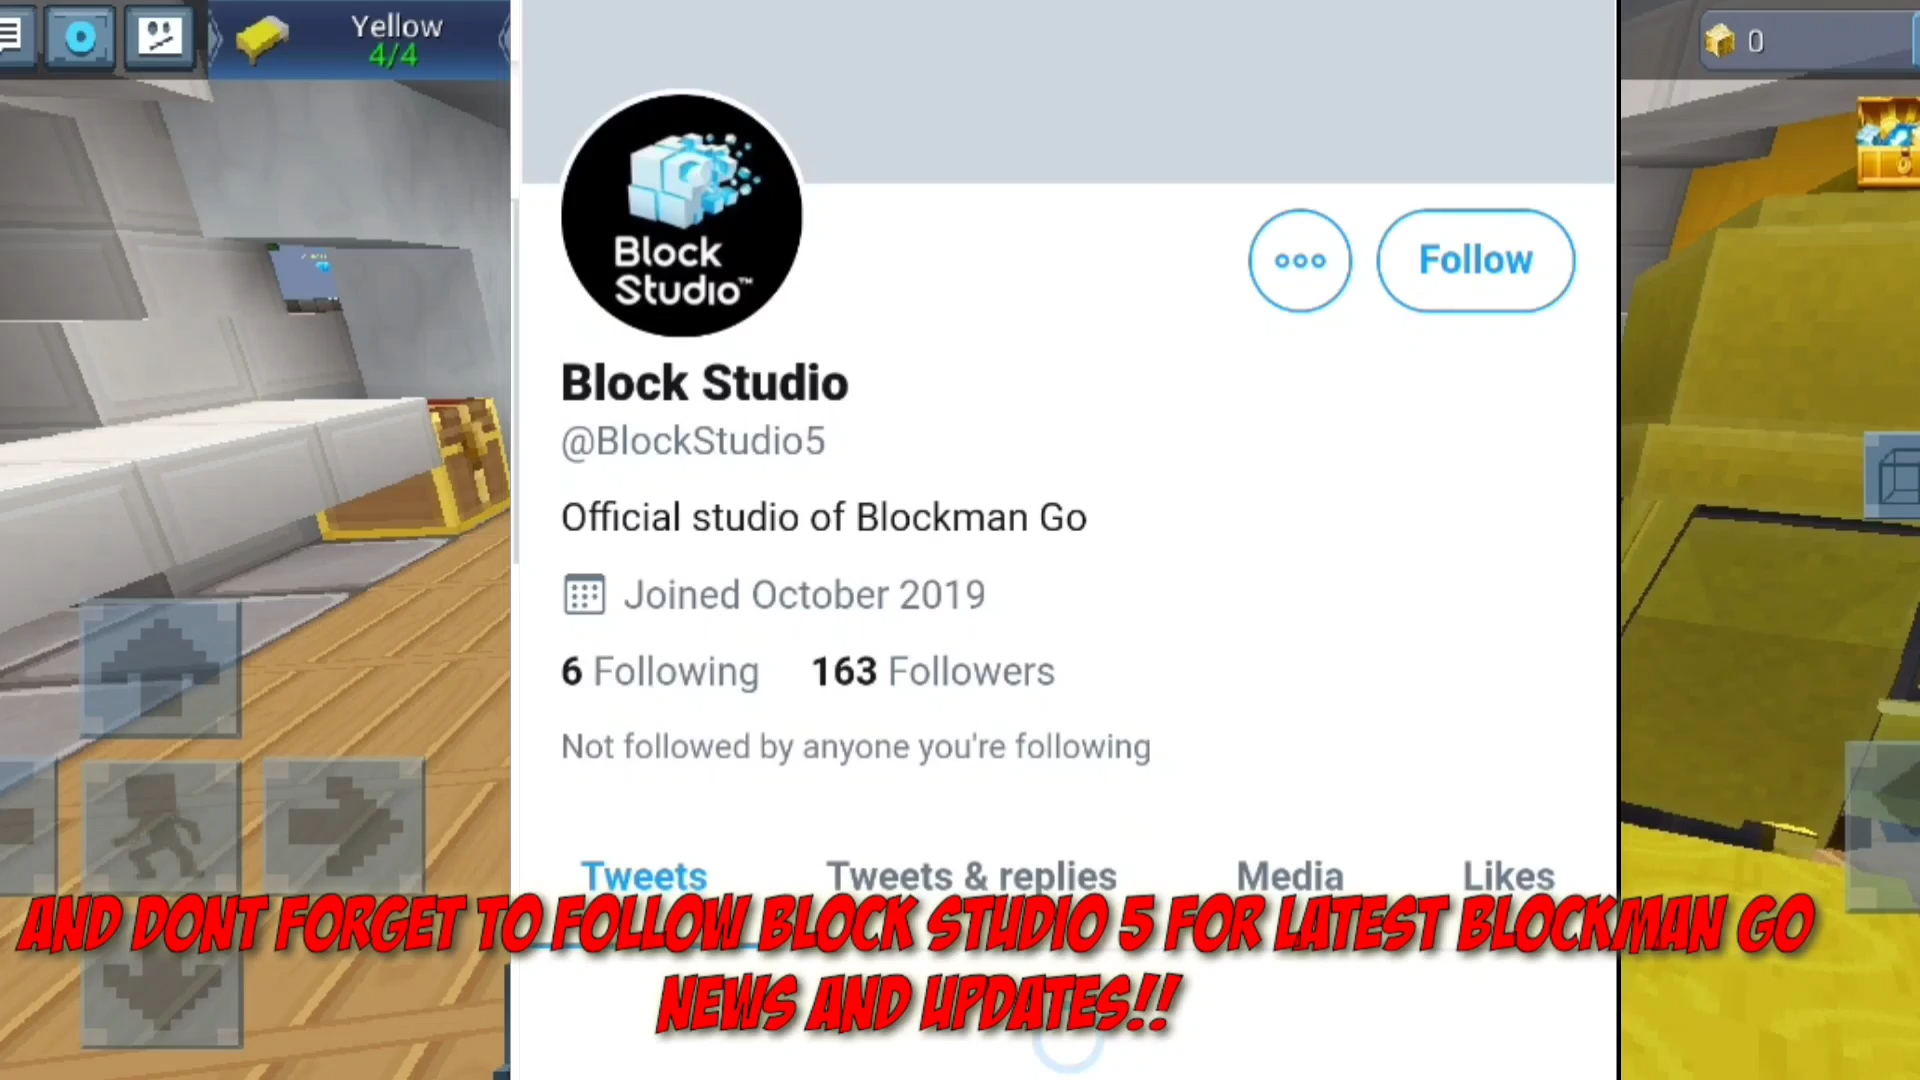 Yellow
4/4
0
Block
Studio™
Follow
Block Studio
@BlockStudio5
Official studio of Blockman Go
Joined October 2019
6 Following 163 Followers
Not followed by anyone you're following
Tweets Tweets & replies Media Likes
AND DONT FORGET TO FOLLOW BLOCK STUDIO 5 FOR LATEST BLOCKMAN GO
NEWS AND UPDATES!!